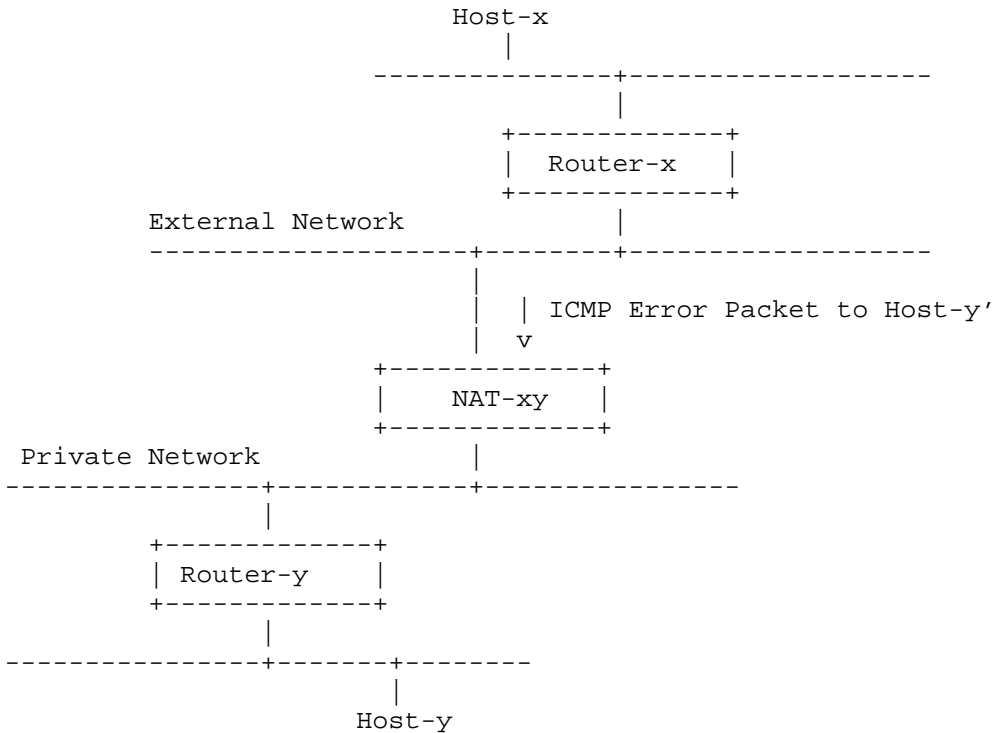 Host-x
Router-x
External Network
ICMP Error Packet to Host-y’
v
NAT-xy
Private Network
Router-y
Host-y